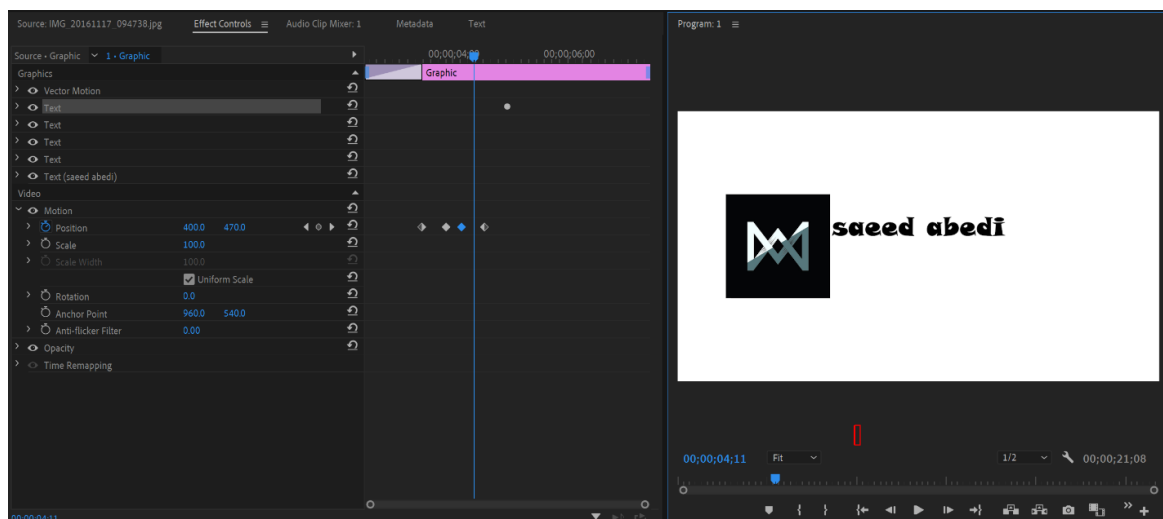 Source: IMG_20161117_094738.jpg Effect Controls Audio Clip Mixer: 1 Metadata Text Program: 1
Source • Graphic 1 • Graphic 00;00;04;00 00;00;06;00
Graphics Graphic
Vector Motion
Text
Text
Text
Text
Text (saeed abedi)
Video
Motion
Position 400.0 470.0
Scale 100.0
Scale Width 100.0
Uniform Scale
Rotation 0.0
Anchor Point 960.0 540.0
Anti-flicker Filter 0.00
Opacity
Time Remapping
saeed abedi
00;00;04;11 Fit 1/2 00;00;21;08
00;00;04;11